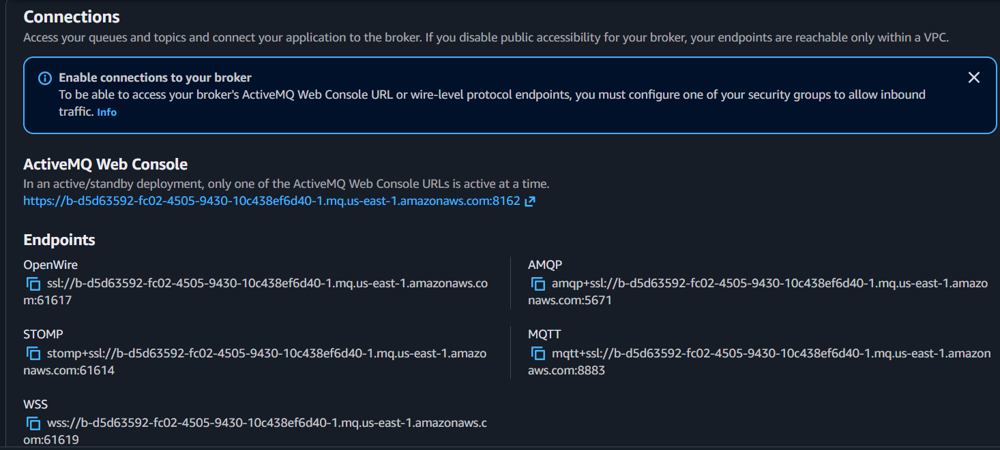 Connections
Access your queues and topics and connect your application to the broker. If you disable public accessibility for your broker, your endpoints are reachable only within a VPC.
Enable connections to your broker
To be able to access your broker's ActiveMQ Web Console URL or wire-level protocol endpoints, you must configure one of your security groups to allow inbound
traffic. Info
ActiveMQ Web Console
In an active/standby deployment, only one of the ActiveMQ Web Console URLs is active at a time.
https://b-d5d63592-fc02-4505-9430-10c438ef6d40-1.mq.us-east-1.amazonaws.com:8162
Endpoints
OpenWire
ssl://b-d5d63592-fc02-4505-9430-10c438ef6d40-1.mq.us-east-1.amazonaws.co
m:61617
AMQP
amqp+ssl://b-d5d63592-fc02-4505-9430-10c438ef6d40-1.mq.us-east-1.amazo
naws.com:5671
STOMP
stomp+ssl://b-d5d63592-fc02-4505-9430-10c438ef6d40-1.mq.us-east-1.amazo
naws.com:61614
MQTT
mqtt+ssl://b-d5d63592-fc02-4505-9430-10c438ef6d40-1.mq.us-east-1.amazon
aws.com:8883
WSS
wss://b-d5d63592-fc02-4505-9430-10c438ef6d40-1.mq.us-east-1.amazonaws.c
om:61619